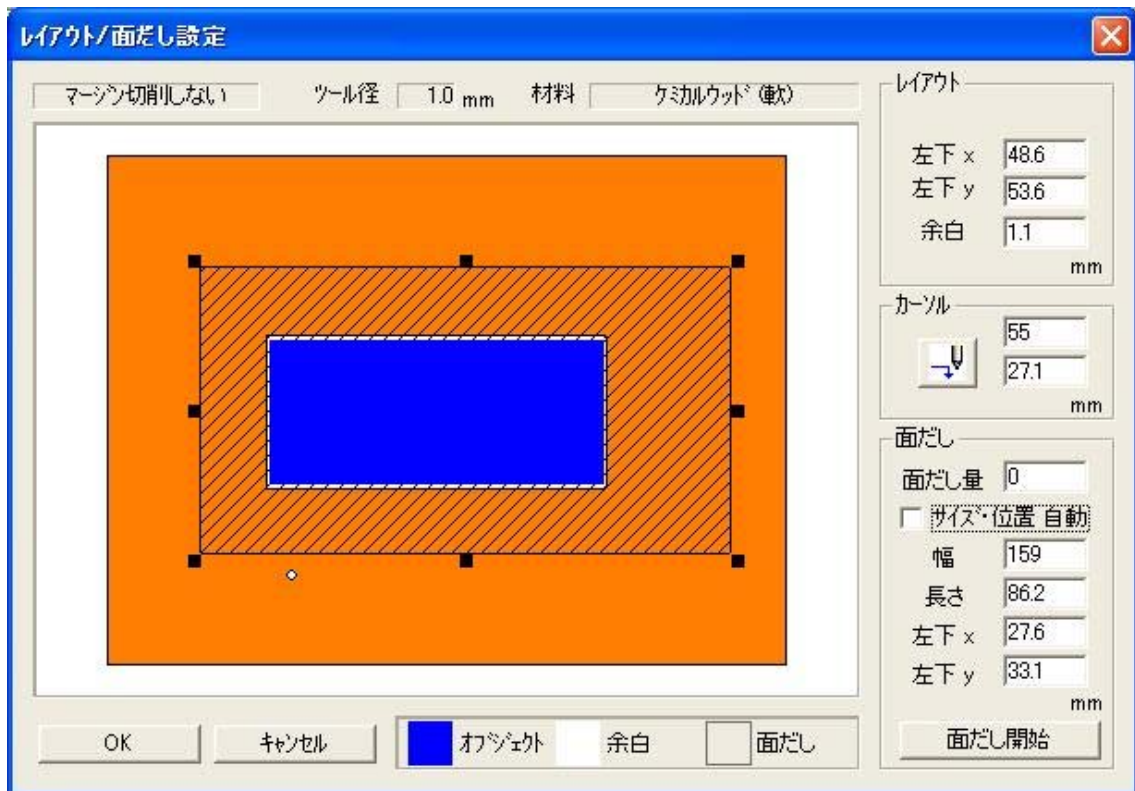 レイアウト/面だし設定
マージン切削しない ツール径 1.0 mm 材料 ケミカルウッド(軟)
レイアウト
左下 x 48.6
左下 y 53.6
余白 1.1
mm
カーソル
55
27.1
mm
面だし
面だし量 0
サイズ・位置 自動
幅 159
長さ 86.2
左下 x 27.6
左下 y 33.1
mm
面だし開始
OK キャンセル オブジェクト 余白 面だし